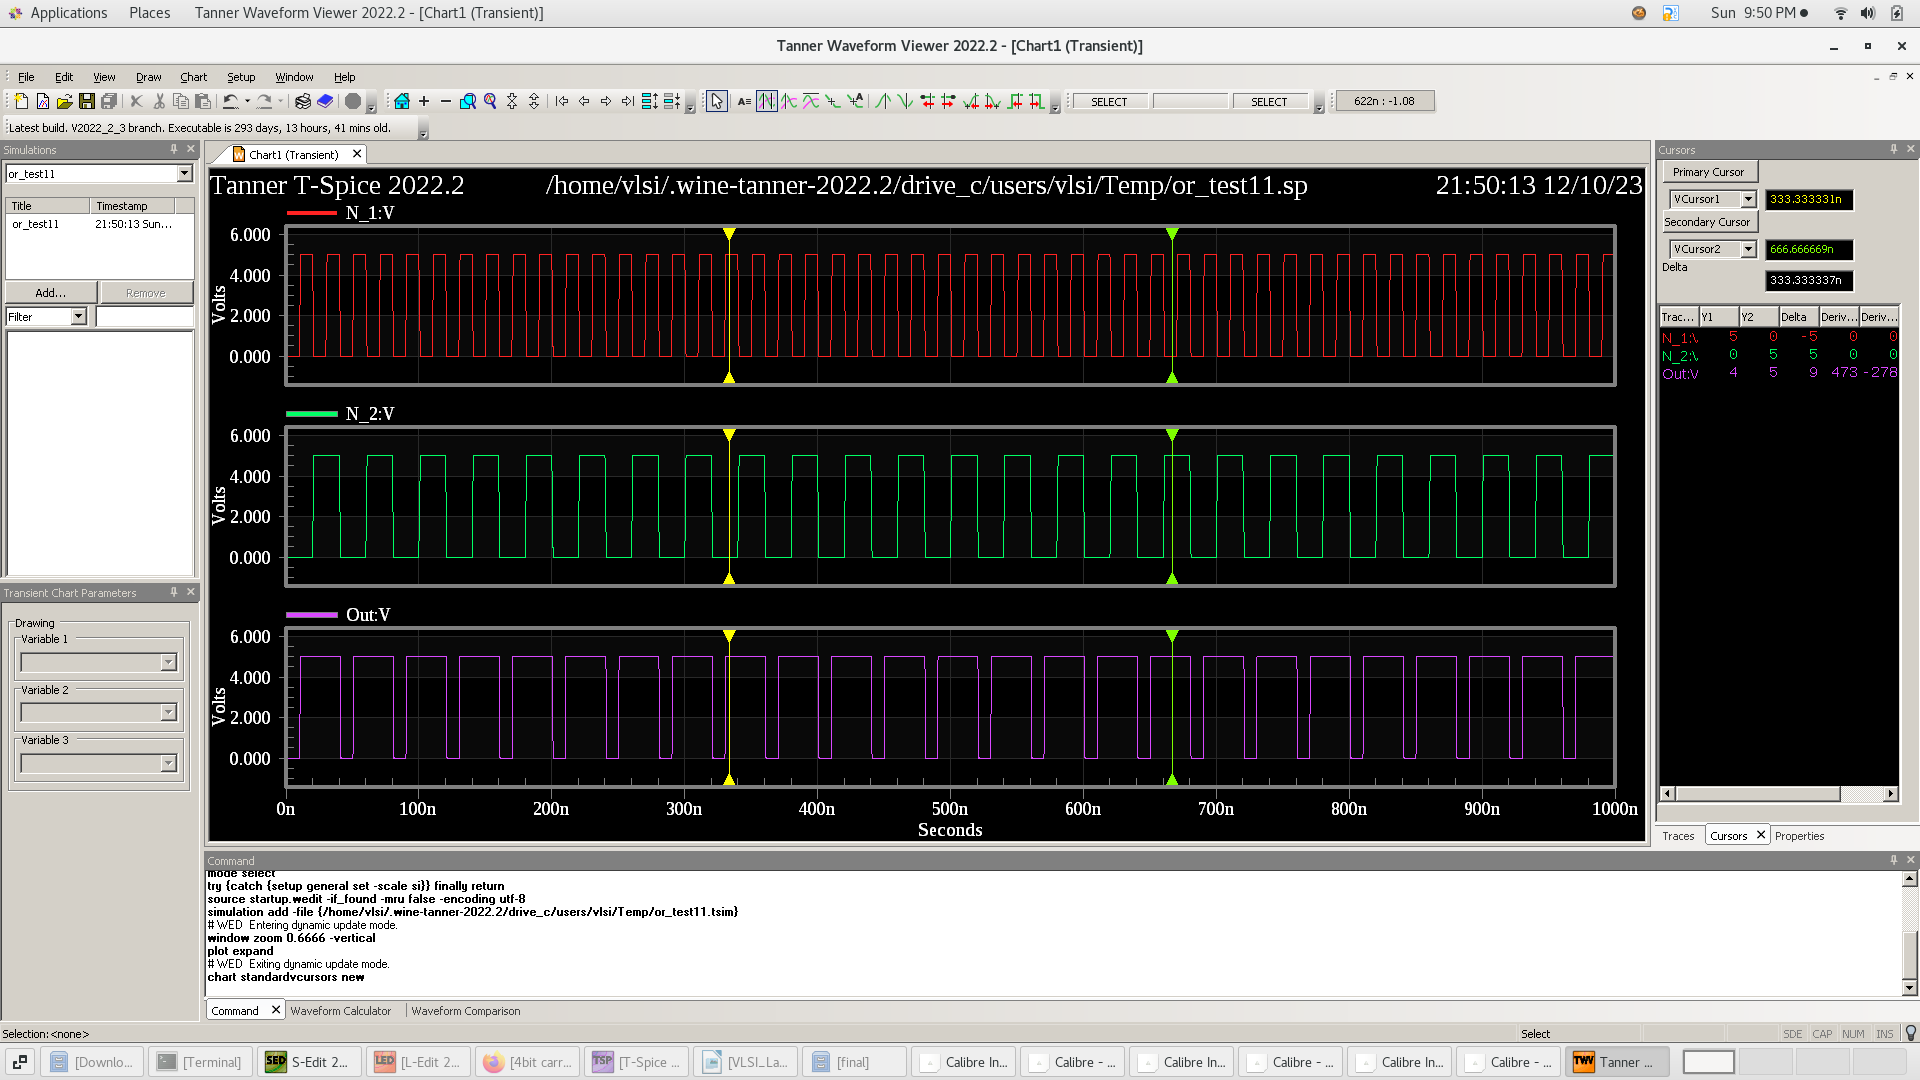 Applications Places Tanner Waveform Viewer 2022.2 - [Chart1 (Transient)] Sun 9:50 PM
Tanner Waveform Viewer 2022.2 - [Chart1 (Transient)]
File Edit View Draw Chart Setup Window Help
SELECT SELECT 622n : -1.08
Latest build. V2022_2_3 branch. Executable is 293 days, 13 hours, 41 mins old.
Simulations
or_test11
Title Timestamp
or_test11 21:50:13 Sun...
Add... Remove
Filter
Transient Chart Parameters
Drawing
Variable 1
Variable 2
Variable 3
Chart1 (Transient)
Tanner T-Spice 2022.2 /home/vlsi/.wine-tanner-2022.2/drive_c/users/vlsi/Temp/or_test11.sp 21:50:13 12/10/23
N_1:V
6.000
4.000
2.000
0.000
Volts
N_2:V
6.000
4.000
2.000
0.000
Volts
Out:V
6.000
4.000
2.000
0.000
Volts
0n 100n 200n 300n 400n 500n 600n 700n 800n 900n 1000n
Seconds
Cursors
Primary Cursor
VCursor1 333.333331n
Secondary Cursor
VCursor2 666.666669n
Delta
333.333337n
Trac... Y1 Y2 Delta Deriv... Deriv...
N_1:V 5 0 -5 0 0
N_2:V 0 5 5 0 0
Out:V 4 5 9 473 -278
Traces Cursors Properties
Command
mode select
try {catch {setup general set -scale si}} finally return
source startup.wedit -if_found -mru false -encoding utf-8
simulation add -file {/home/vlsi/.wine-tanner-2022.2/drive_c/users/vlsi/Temp/or_test11.tsim}
# WED Entering dynamic update mode.
window zoom 0.6666 -vertical
plot expand
# WED Exiting dynamic update mode.
chart standardvcursors new
Command Waveform Calculator Waveform Comparison
Selection: <none> Select SDE CAP NUM INS
[Downlo... [Terminal] SED S-Edit 2... LED [L-Edit 2... [4bit carr... TSP [T-Spice ... [VLSI_La... [final] Calibre In... Calibre - ... Calibre In... Calibre - ... Calibre In... Calibre - ... TWV Tanner ...